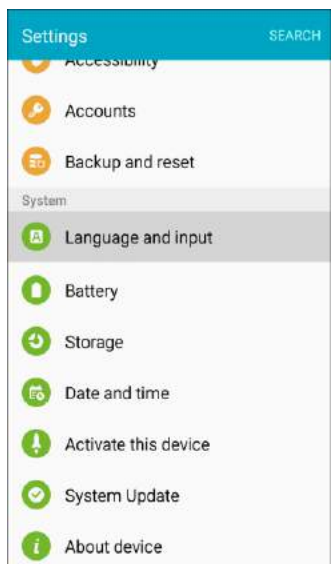 Settings
SEARCH
Accessibility
Accounts
Backup and reset
System
Language and input
Battery
Storage
Date and time
Activate this device
System Update
About device